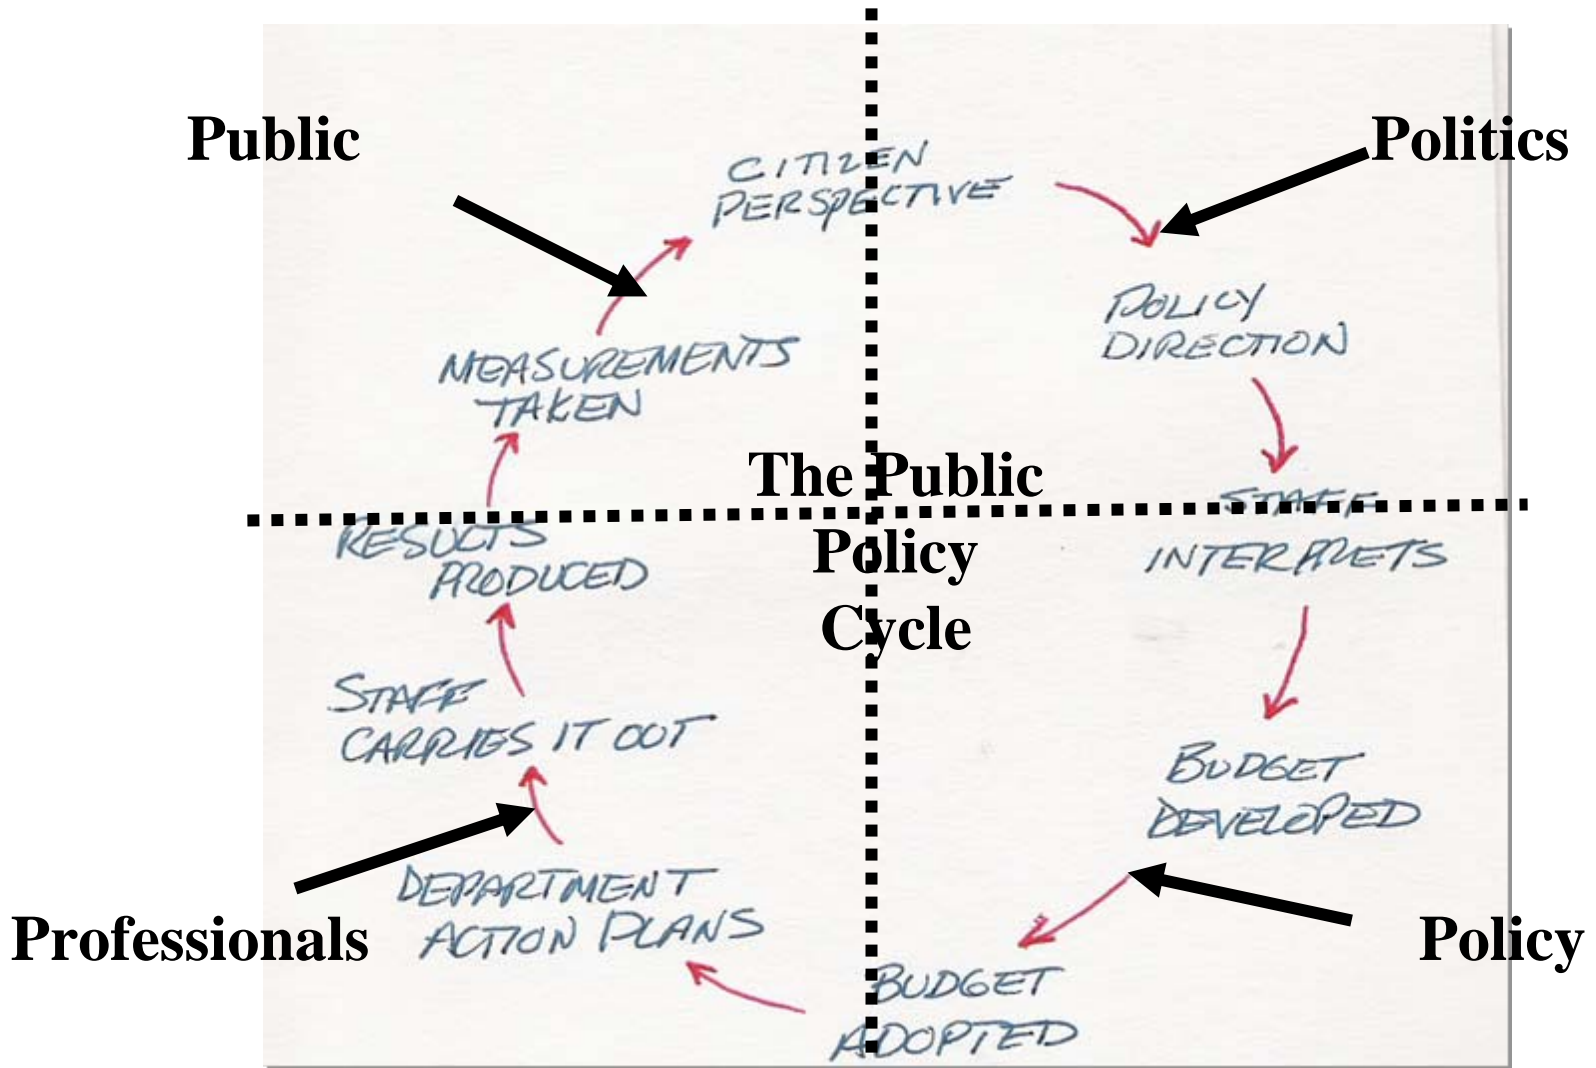 Public
Politics
CITIZEN
PERSPECTIVE
POLICY
DIRECTION
MEASUREMENTS
TAKEN
The Public
Policy
Cycle
STAFF
INTERPRETS
RESULTS
PRODUCED
STAFF
CARRIES IT OUT
BUDGET
DEVELOPED
DEPARTMENT
ACTION PLANS
Professionals
Policy
BUDGET
ADOPTED